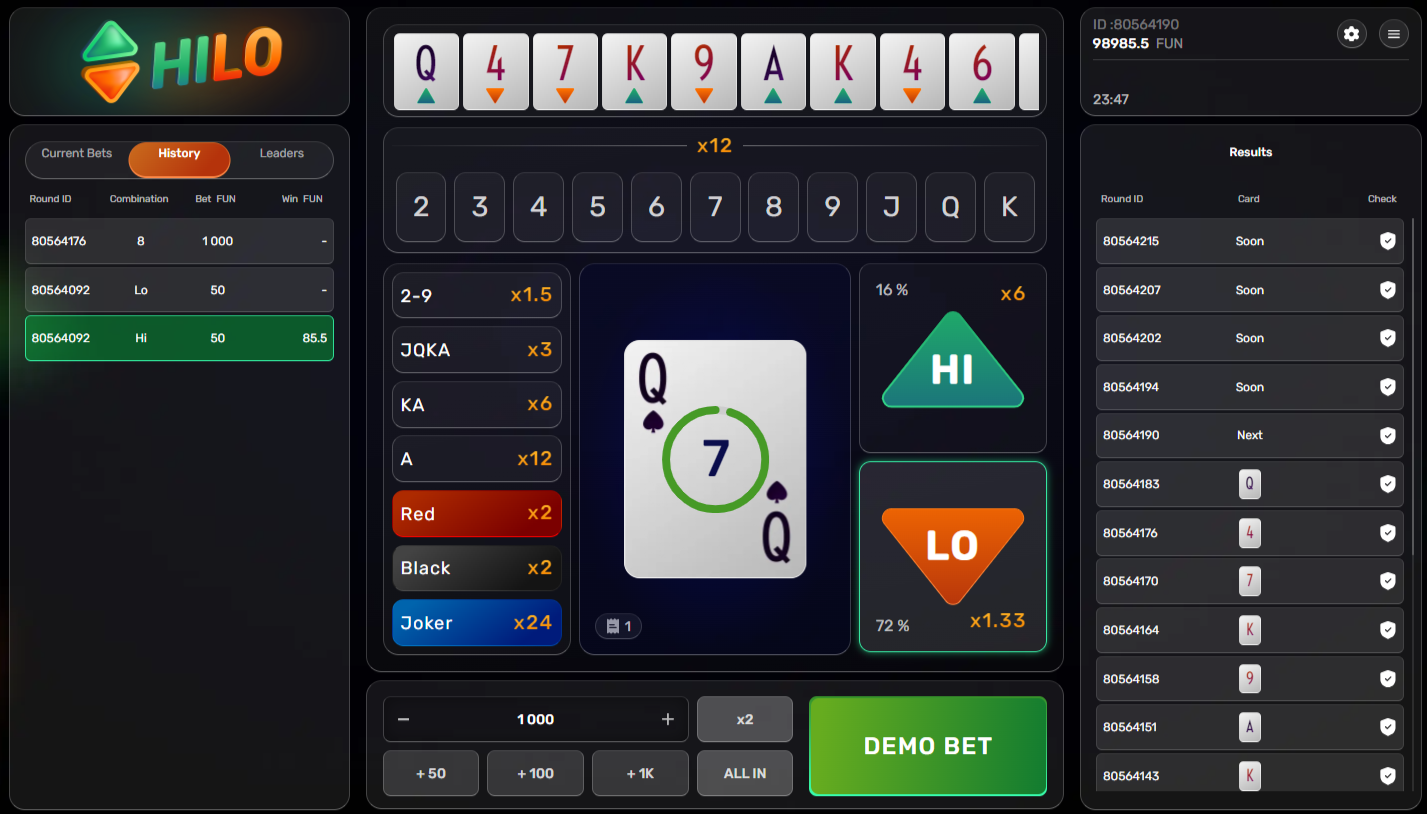 HILO
Current Bets History Leaders
Round ID Combination Bet FUN Win FUN
80564176 8 1 000 -
80564092 Lo 50 -
80564092 Hi 50 85.5
Q 4 7 K 9 A K 4 6
x12
2 3 4 5 6 7 8 9 J Q K
2-9 x1.5
JQKA x3
KA x6
A x12
Red x2
Black x2
Joker x24
Q
7
Q
1
16 % x6
HI
LO
72 % x1.33
− 1 000 + x2
+ 50 + 100 + 1K ALL IN
DEMO BET
ID :80564190
98985.5 FUN
23:47
Results
Round ID Card Check
80564215 Soon
80564207 Soon
80564202 Soon
80564194 Soon
80564190 Next
80564183 Q
80564176 4
80564170 7
80564164 K
80564158 9
80564151 A
80564143 K